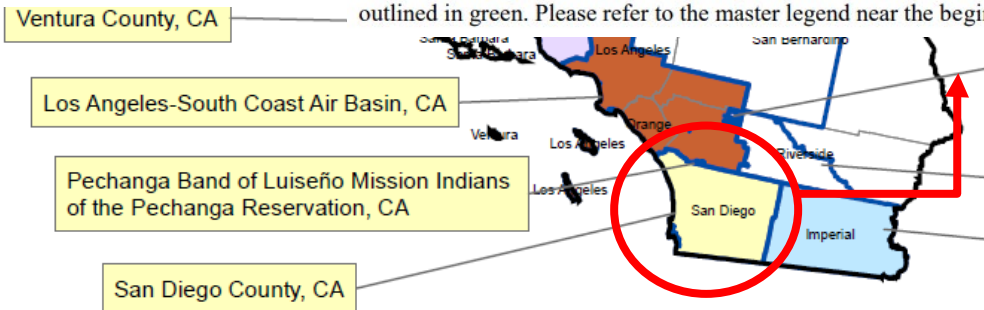 Ventura County, CA
outlined in green. Please refer to the master legend near the begi
Santa Barbara
San Bernardino
Los Angeles
Los Angeles-South Coast Air Basin, CA
Orange
Ventura
Los Angeles
Riverside
Pechanga Band of Luiseño Mission Indians
of the Pechanga Reservation, CA
Los Angeles
San Diego
Imperial
San Diego County, CA